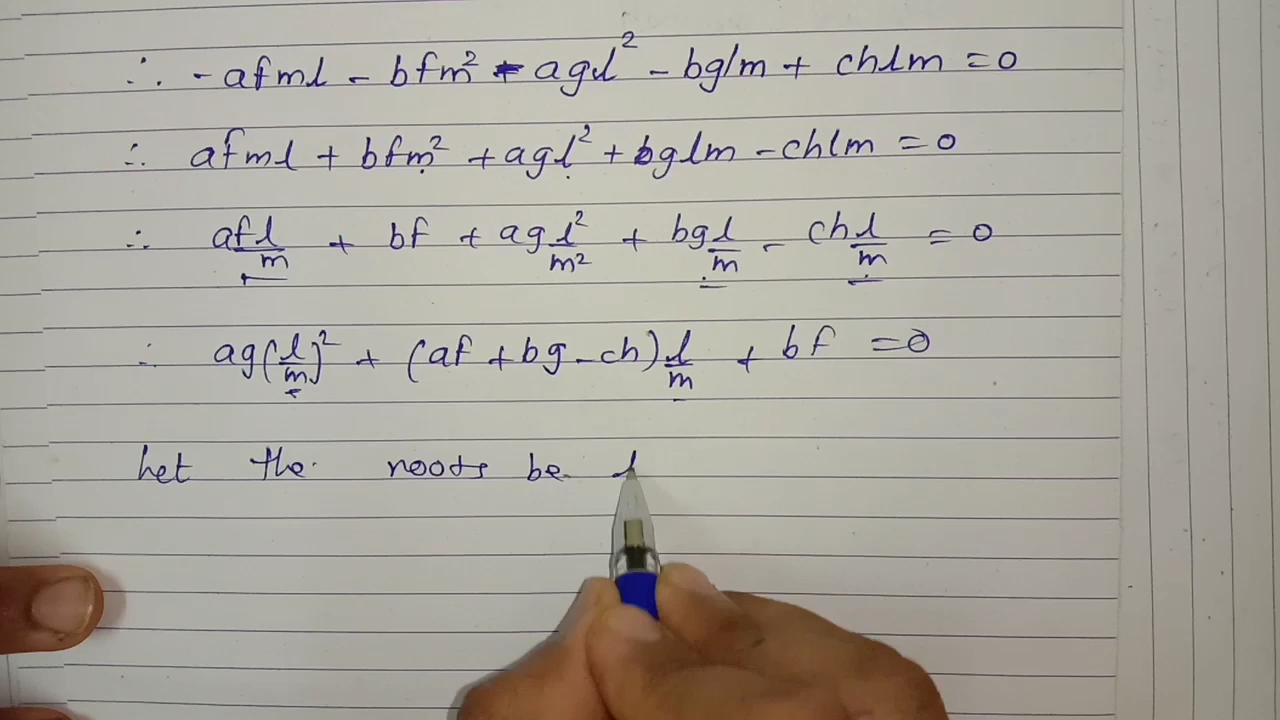 ∴ - afml - bfm² - agl² - bglm + chlm = 0
∴ afml + bfm² + agl² + bglm - chlm = 0
∴ af l/m + bf + ag l²/m² + bg l/m - ch l/m = 0
∴ ag(l/m)² + (af + bg - ch) l/m + bf = 0
Let the roots be l